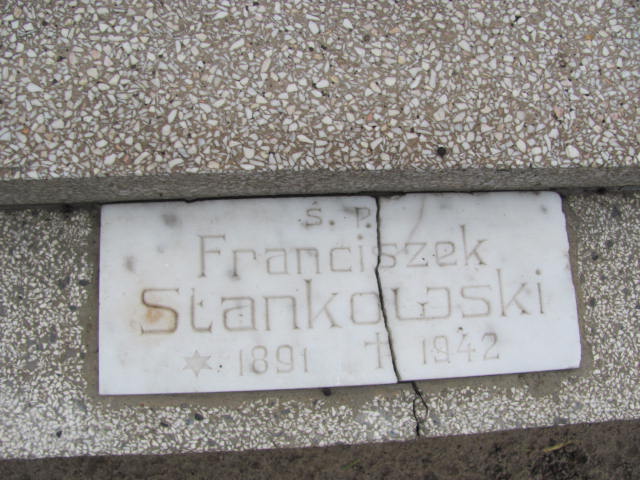 Ś. P.
Franciszek
Stankowski
1891 † 1942